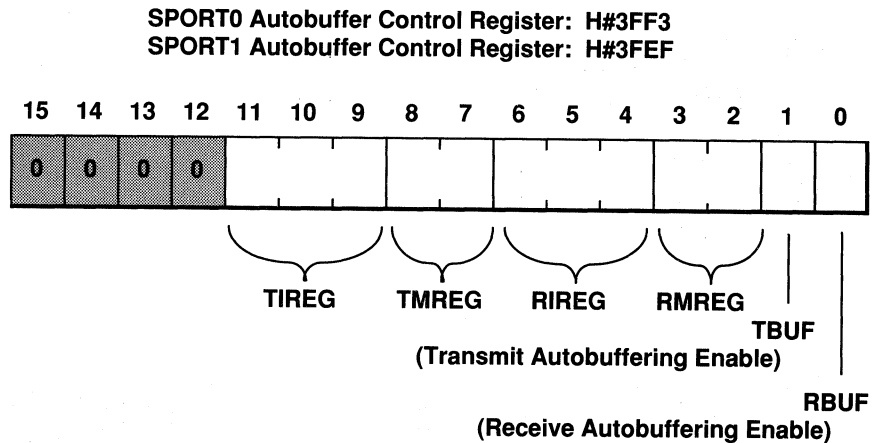 SPORT0 Autobuffer Control Register: H#3FF3
SPORT1 Autobuffer Control Register: H#3FEF
15 14 13 12 11 10 9 8 7 6 5 4 3 2 1 0
0 0 0 0
TIREG TMREG RIREG RMREG
TBUF
(Transmit Autobuffering Enable)
RBUF
(Receive Autobuffering Enable)